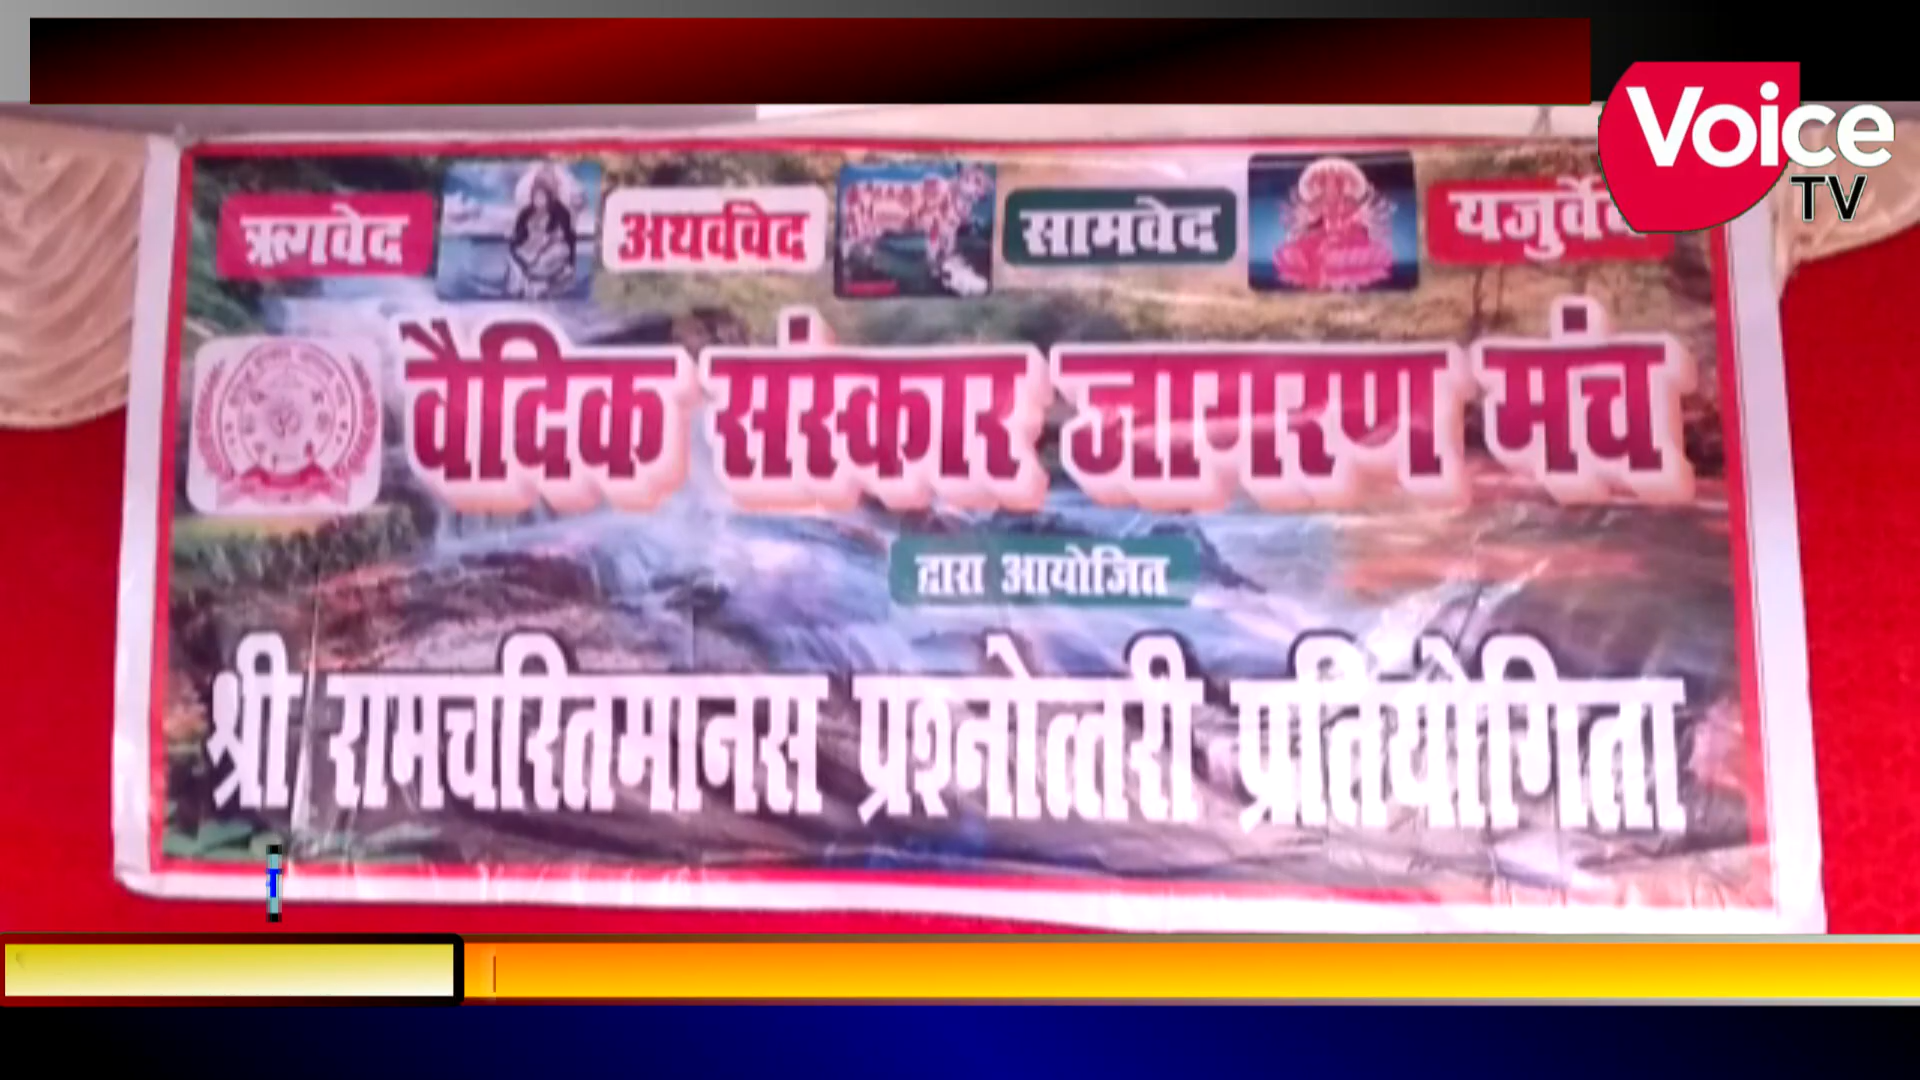 Voice
TV
ऋगवेद अथर्ववेद सामवेद यजुर्वेद
वैदिक संस्कार जागरण मंच
द्वारा आयोजित
श्री रामचरितमानस प्रश्नोत्तरी प्रतियोगिता